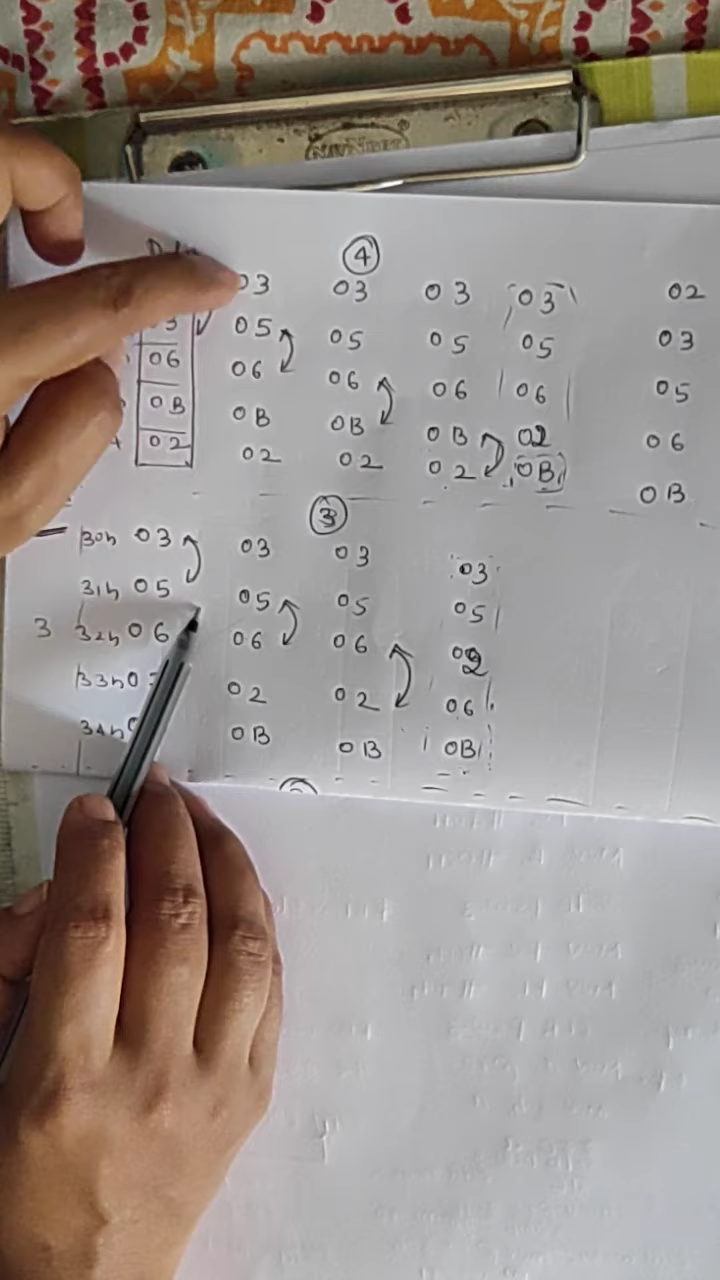 ④
03 03 03 03 02
05 05 05 05 03
06 06 06 06 06 05
0B 0B 0B 0B 02 06
02 02 02 02 0B 0B
③
30h 03 03 03 03
31h 05 05 05 05
3 32h 06 06 06 02
33h 02 02 06
34h 0B 0B 0B